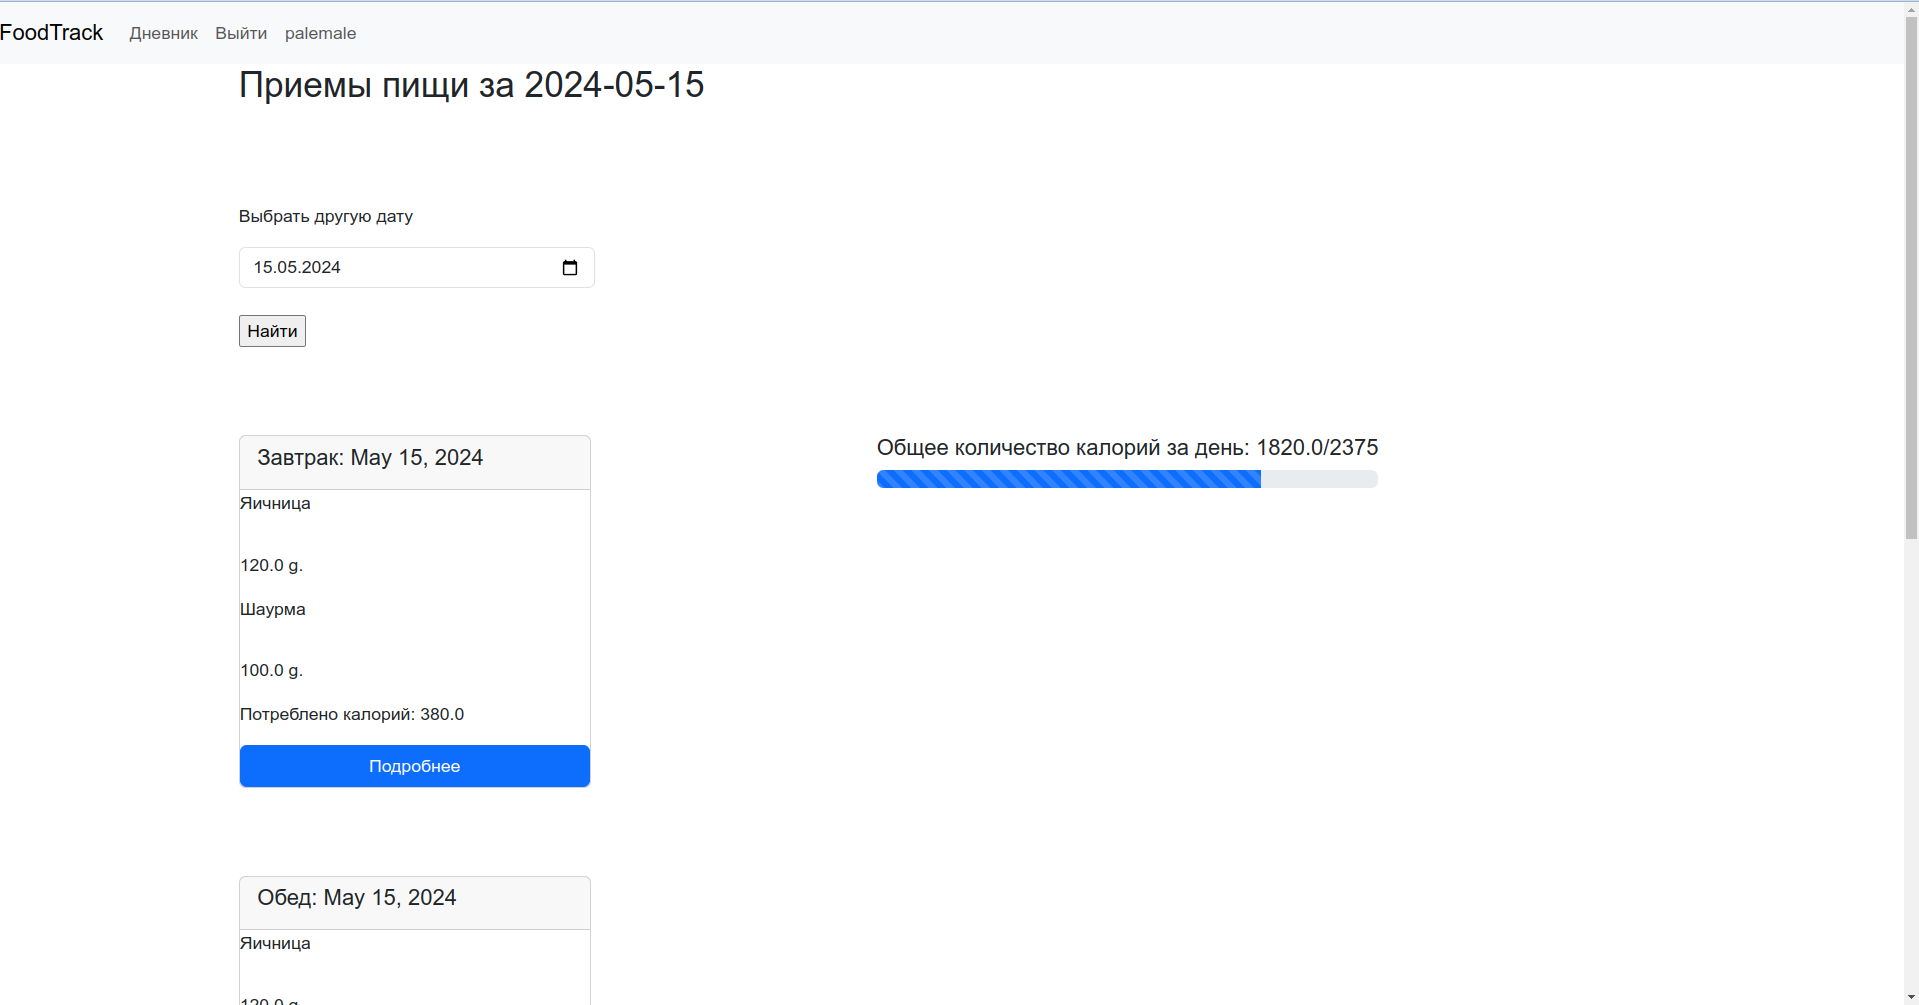 FoodTrack Дневник Выйти palemale
Приемы пищи за 2024-05-15
Выбрать другую дату
15.05.2024
Найти
Завтрак: May 15, 2024
Яичница
120.0 g.
Шаурма
100.0 g.
Потреблено калорий: 380.0
Подробнее
Общее количество калорий за день: 1820.0/2375
Обед: May 15, 2024
Яичница
120.0 g.